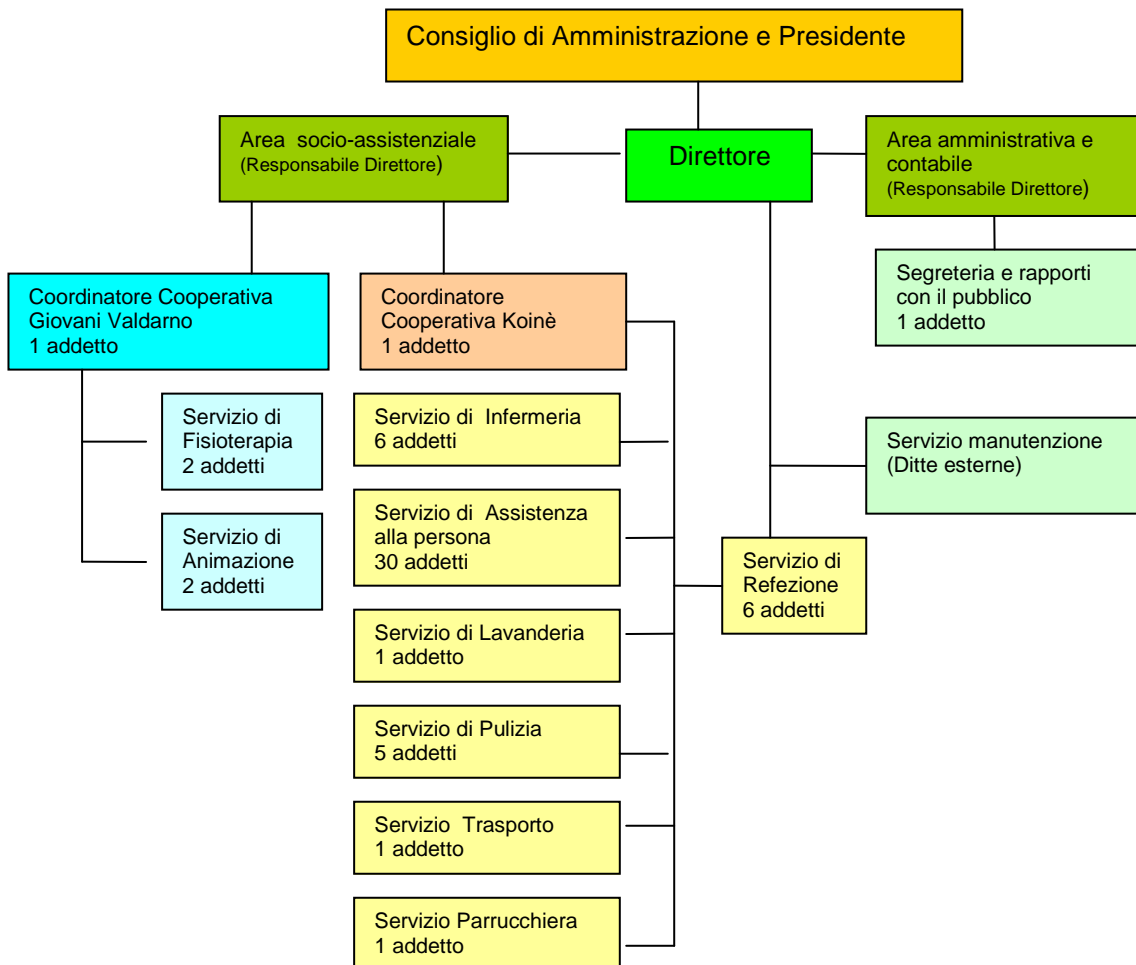 Consiglio di Amministrazione e Presidente
Area socio-assistenziale
(Responsabile Direttore)
Direttore
Area amministrativa e
contabile
(Responsabile Direttore)
Segreteria e rapporti
con il pubblico
1 addetto
Coordinatore Cooperativa
Giovani Valdarno
1 addetto
Coordinatore
Cooperativa Koinè
1 addetto
Servizio di
Fisioterapia
2 addetti
Servizio di Infermeria
6 addetti
Servizio manutenzione
(Ditte esterne)
Servizio di Assistenza
alla persona
30 addetti
Servizio di
Animazione
2 addetti
Servizio di
Refezione
6 addetti
Servizio di Lavanderia
1 addetto
Servizio di Pulizia
5 addetti
Servizio Trasporto
1 addetto
Servizio Parrucchiera
1 addetto